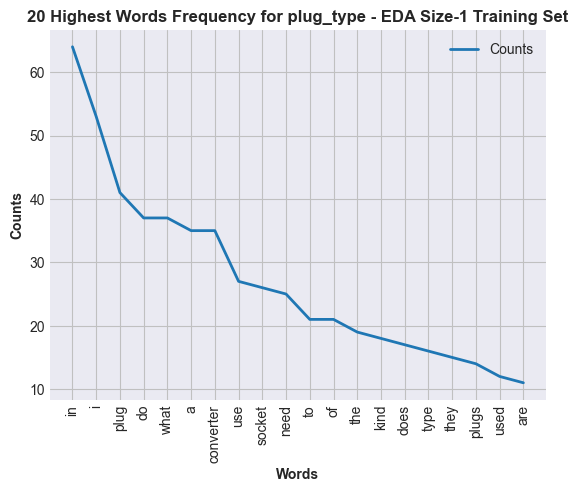 20 Highest Words Frequency for plug_type - EDA Size-1 Training Set
Counts
60
50
40
30
20
10
Counts
in
i
plug
do
what
a
converter
use
socket
need
to
of
the
kind
does
type
they
plugs
used
are
Words